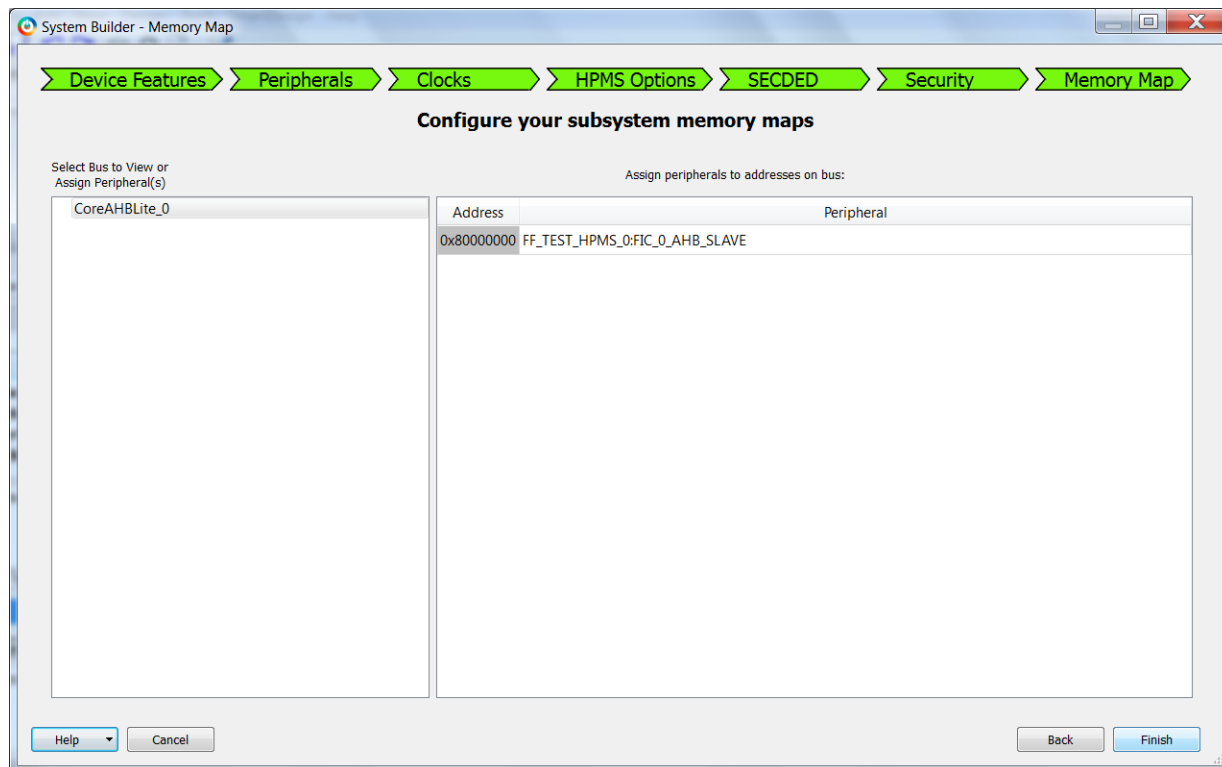 System Builder - Memory Map
Device Features Peripherals Clocks HPMS Options SECDED Security Memory Map
Configure your subsystem memory maps
Select Bus to View or
Assign Peripheral(s)
Assign peripherals to addresses on bus:
CoreAHBLite_0
Address Peripheral
0x80000000 FF_TEST_HPMS_0:FIC_0_AHB_SLAVE
Help Cancel Back Finish